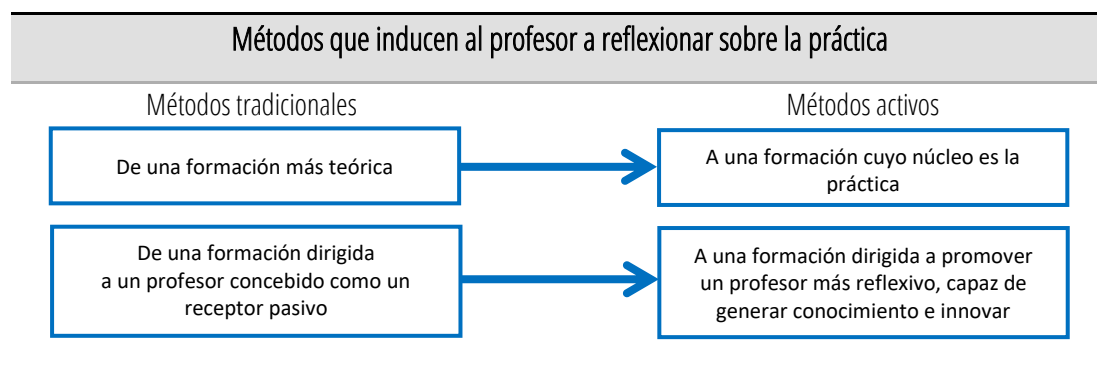 Métodos que inducen al profesor a reflexionar sobre la práctica
Métodos tradicionales
Métodos activos
De una formación más teórica
A una formación cuyo núcleo es la
práctica
De una formación dirigida
a un profesor concebido como un
receptor pasivo
A una formación dirigida a promover
un profesor más reflexivo, capaz de
generar conocimiento e innovar